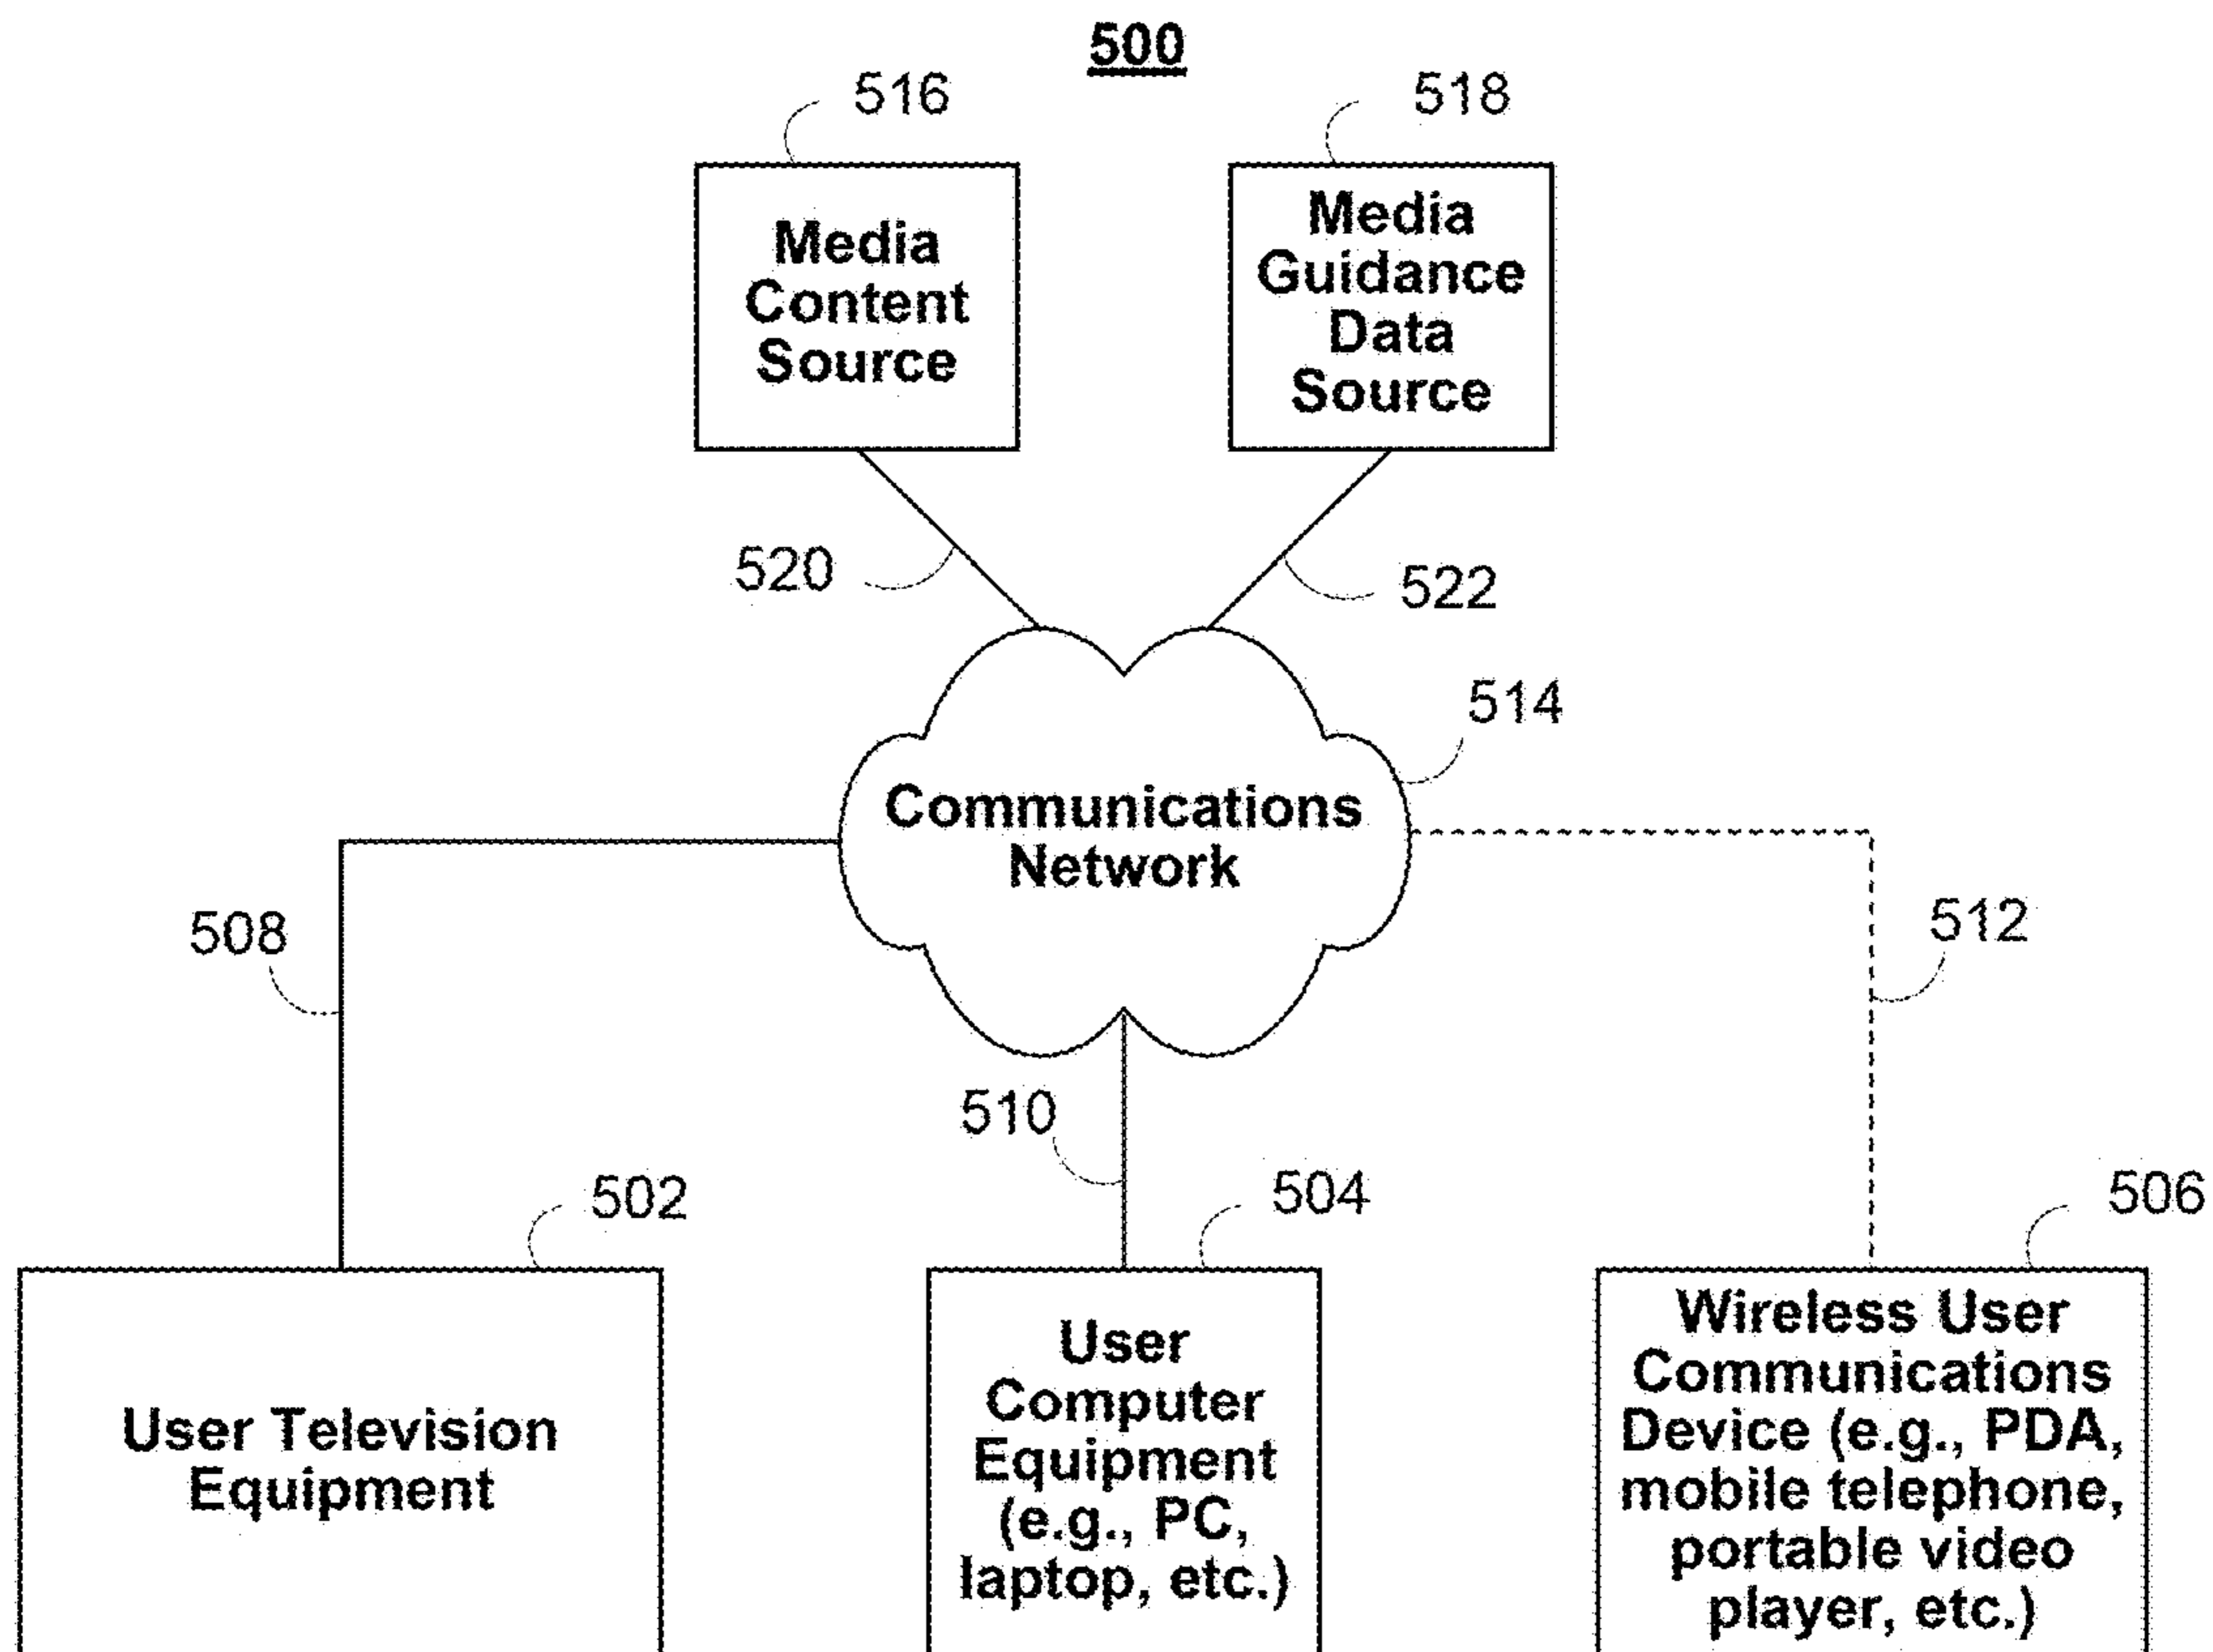 500
516
518
Media
Content
Source
Media
Guidance
Data
Source
520
522
514
Communications
Network
508
512
510
502
504
506
User Television
Equipment
User
Computer
Equipment
(e.g., PC,
laptop, etc.)
Wireless User
Communications
Device (e.g., PDA,
mobile telephone,
portable video
player, etc.)